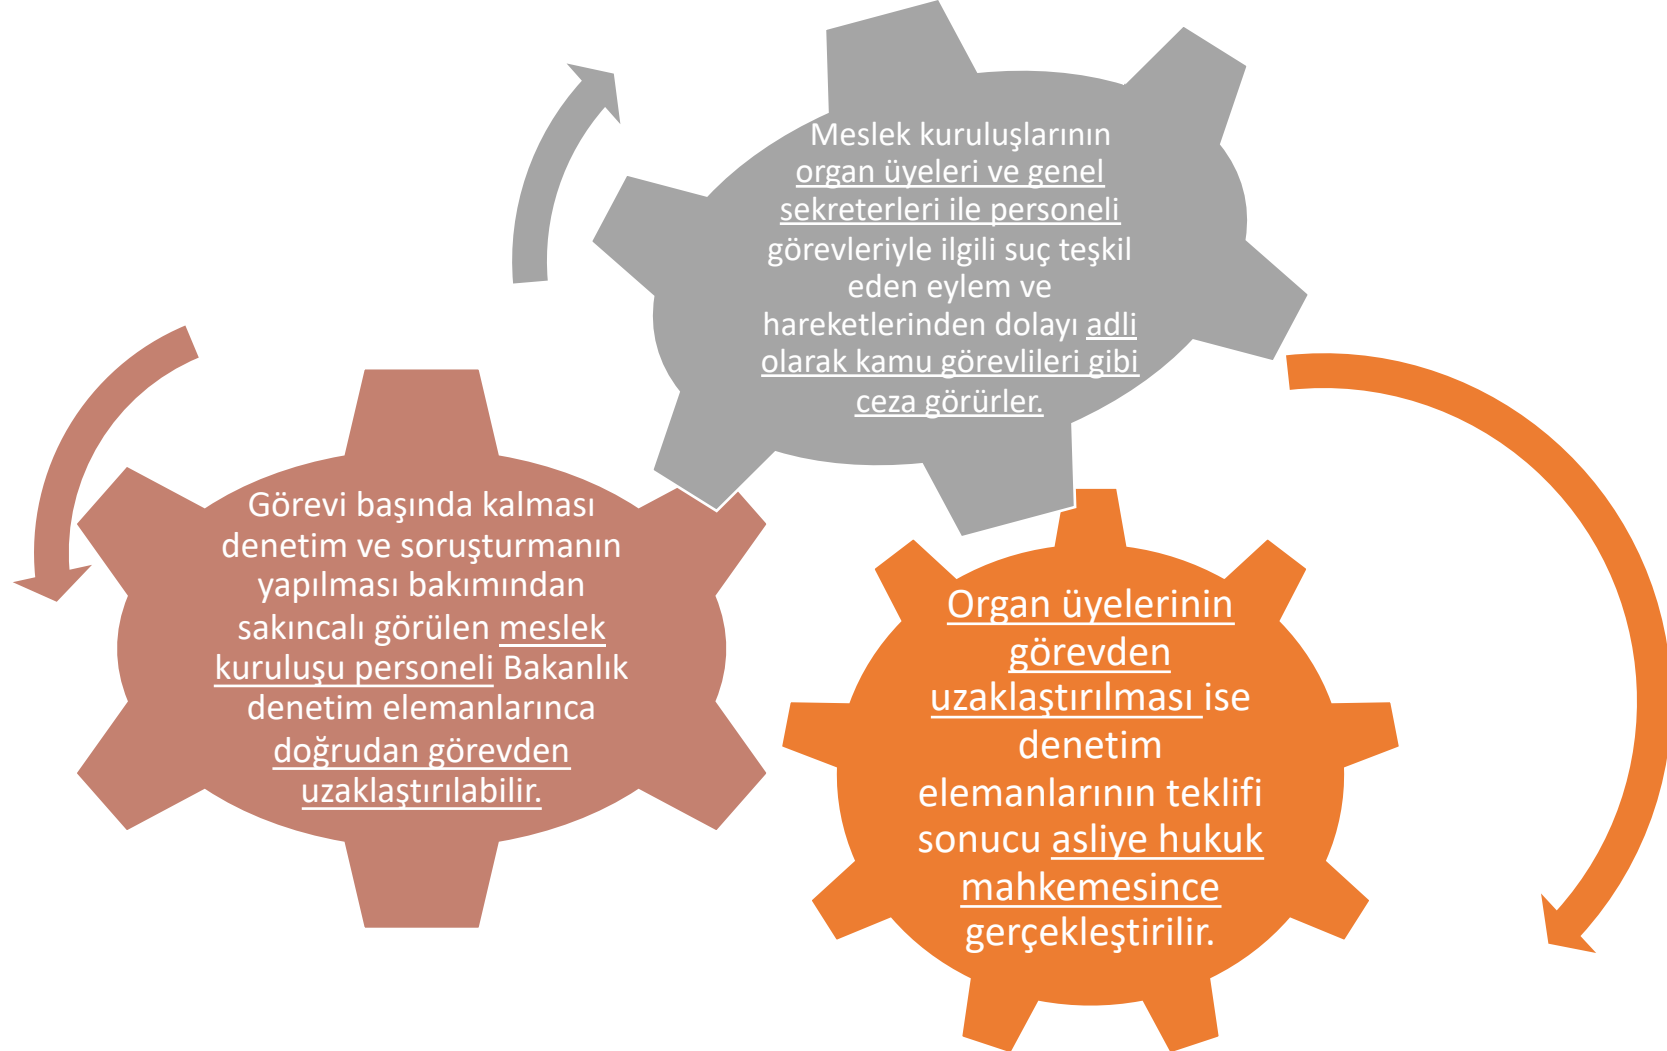 Meslek kuruluşlarının
organ üyeleri ve genel
sekreterleri ile personeli
görevleriyle ilgili suç teşkil
eden eylem ve
hareketlerinden dolayı adli
olarak kamu görevlileri gibi
ceza görürler.
Görevi başında kalması
denetim ve soruşturmanın
yapılması bakımından
sakıncalı görülen meslek
kuruluşu personeli Bakanlık
denetim elemanlarınca
doğrudan görevden
uzaklaştırılabilir.
Organ üyelerinin
görevden
uzaklaştırılması ise
denetim
elemanlarının teklifi
sonucu asliye hukuk
mahkemesince
gerçekleştirilir.